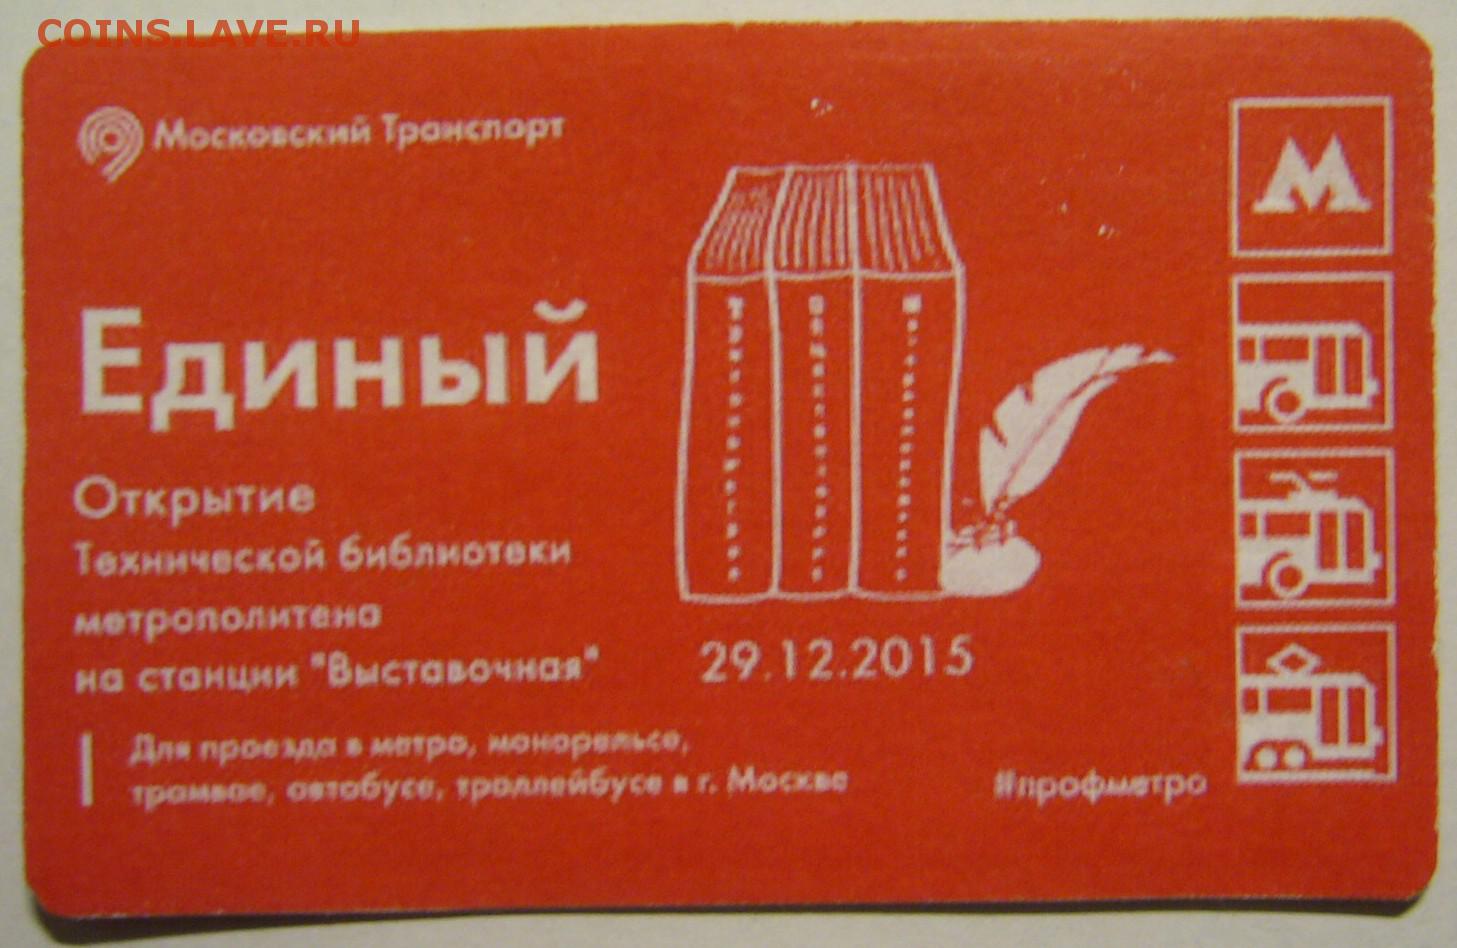 COINS.LAVE.RU
Московский Транспорт
М
Единый
Открытие
Технической библиотеки
метрополитена
на станции "Выставочная"
29.12.2015
Для проезда в метро, монорельсе,
трамвае, автобусе, троллейбусе в г. Москве
#профметро